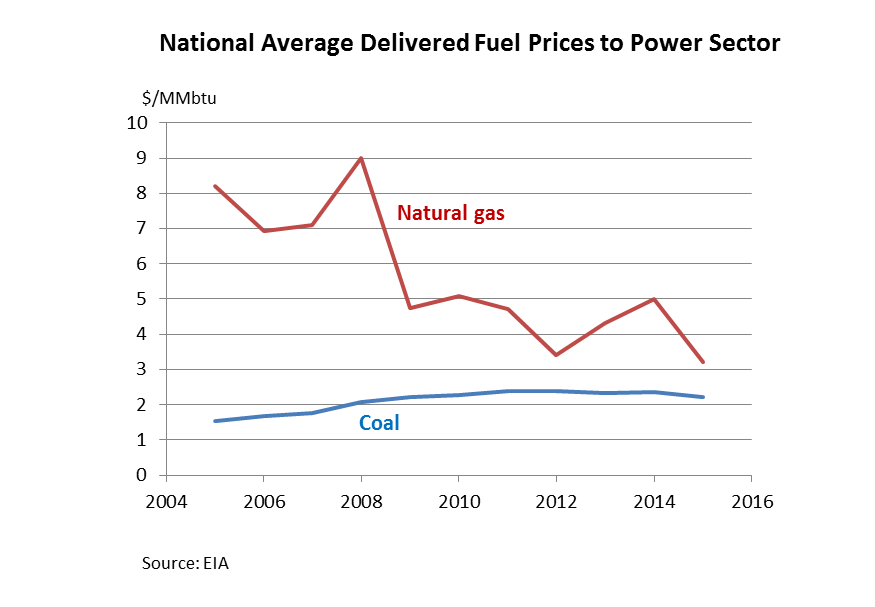 National Average Delivered Fuel Prices to Power Sector
$/MMbtu
10
9
8
7
6
5
4
3
2
1
0
Natural gas
Coal
2004 2006 2008 2010 2012 2014 2016
Source: EIA